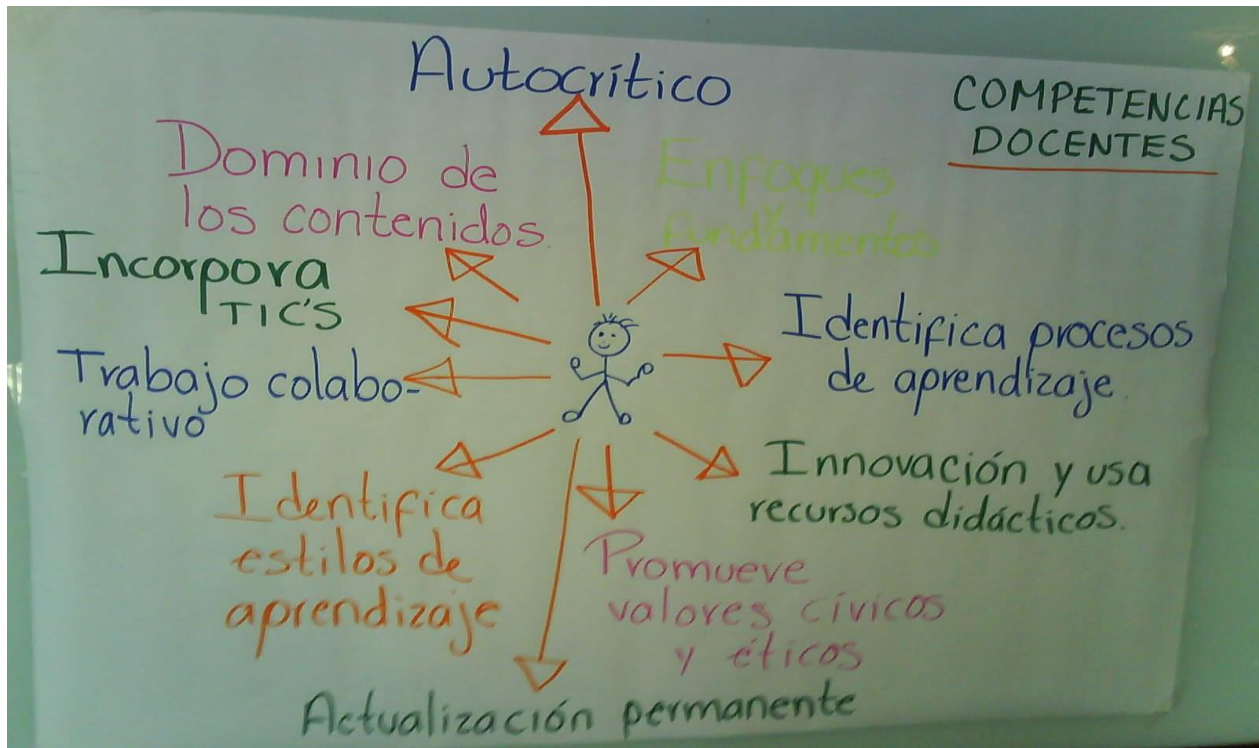 COMPETENCIAS
DOCENTES
Autocrítico
Enfoques
y
fundamentos
Identifica procesos
de aprendizaje.
Innovación y usa
recursos didácticos.
Promueve
valores cívicos
y éticos
Actualización permanente
Identifica
estilos de
aprendizaje
Trabajo colabo-
rativo
Incorpora
TIC'S
Dominio de
los contenidos.